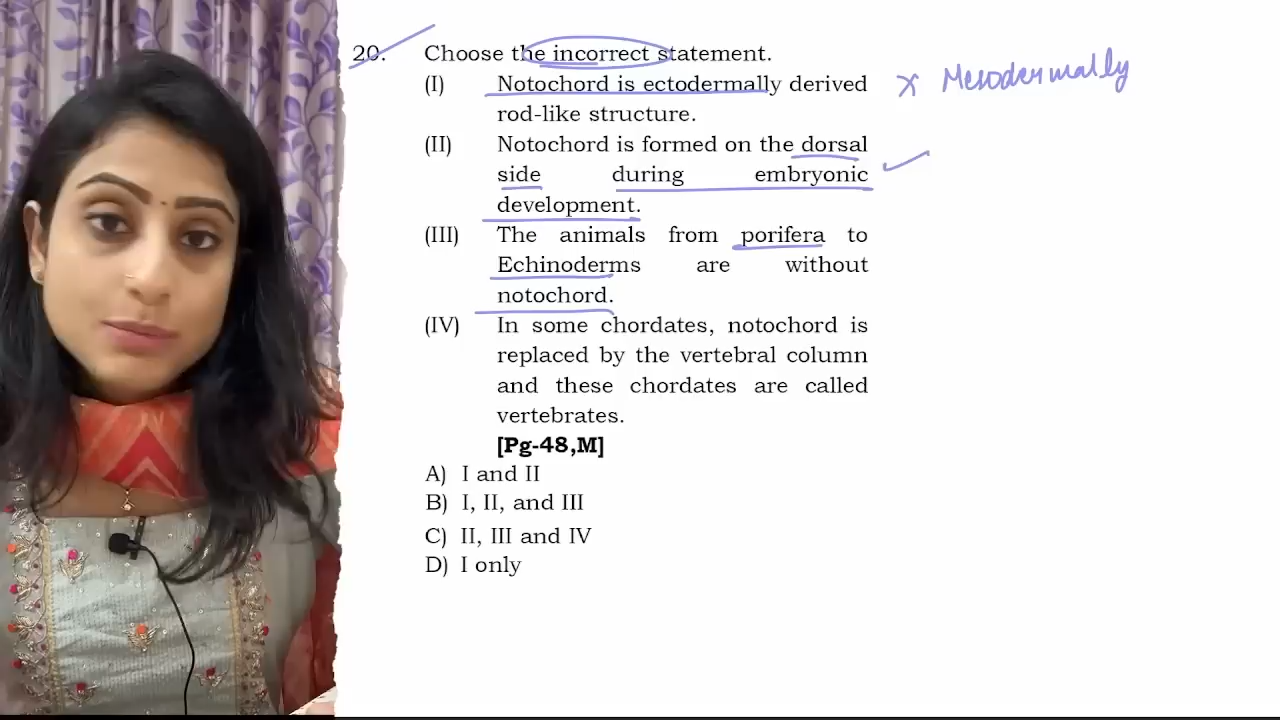 20. Choose the incorrect statement.
(I) Notochord is ectodermally derived
rod-like structure.
x Mesodermally
(II) Notochord is formed on the dorsal
side during embryonic
development.
(III) The animals from porifera to
Echinoderms are without
notochord.
(IV) In some chordates, notochord is
replaced by the vertebral column
and these chordates are called
vertebrates.
[Pg-48,M]
A) I and II
B) I, II, and III
C) II, III and IV
D) I only